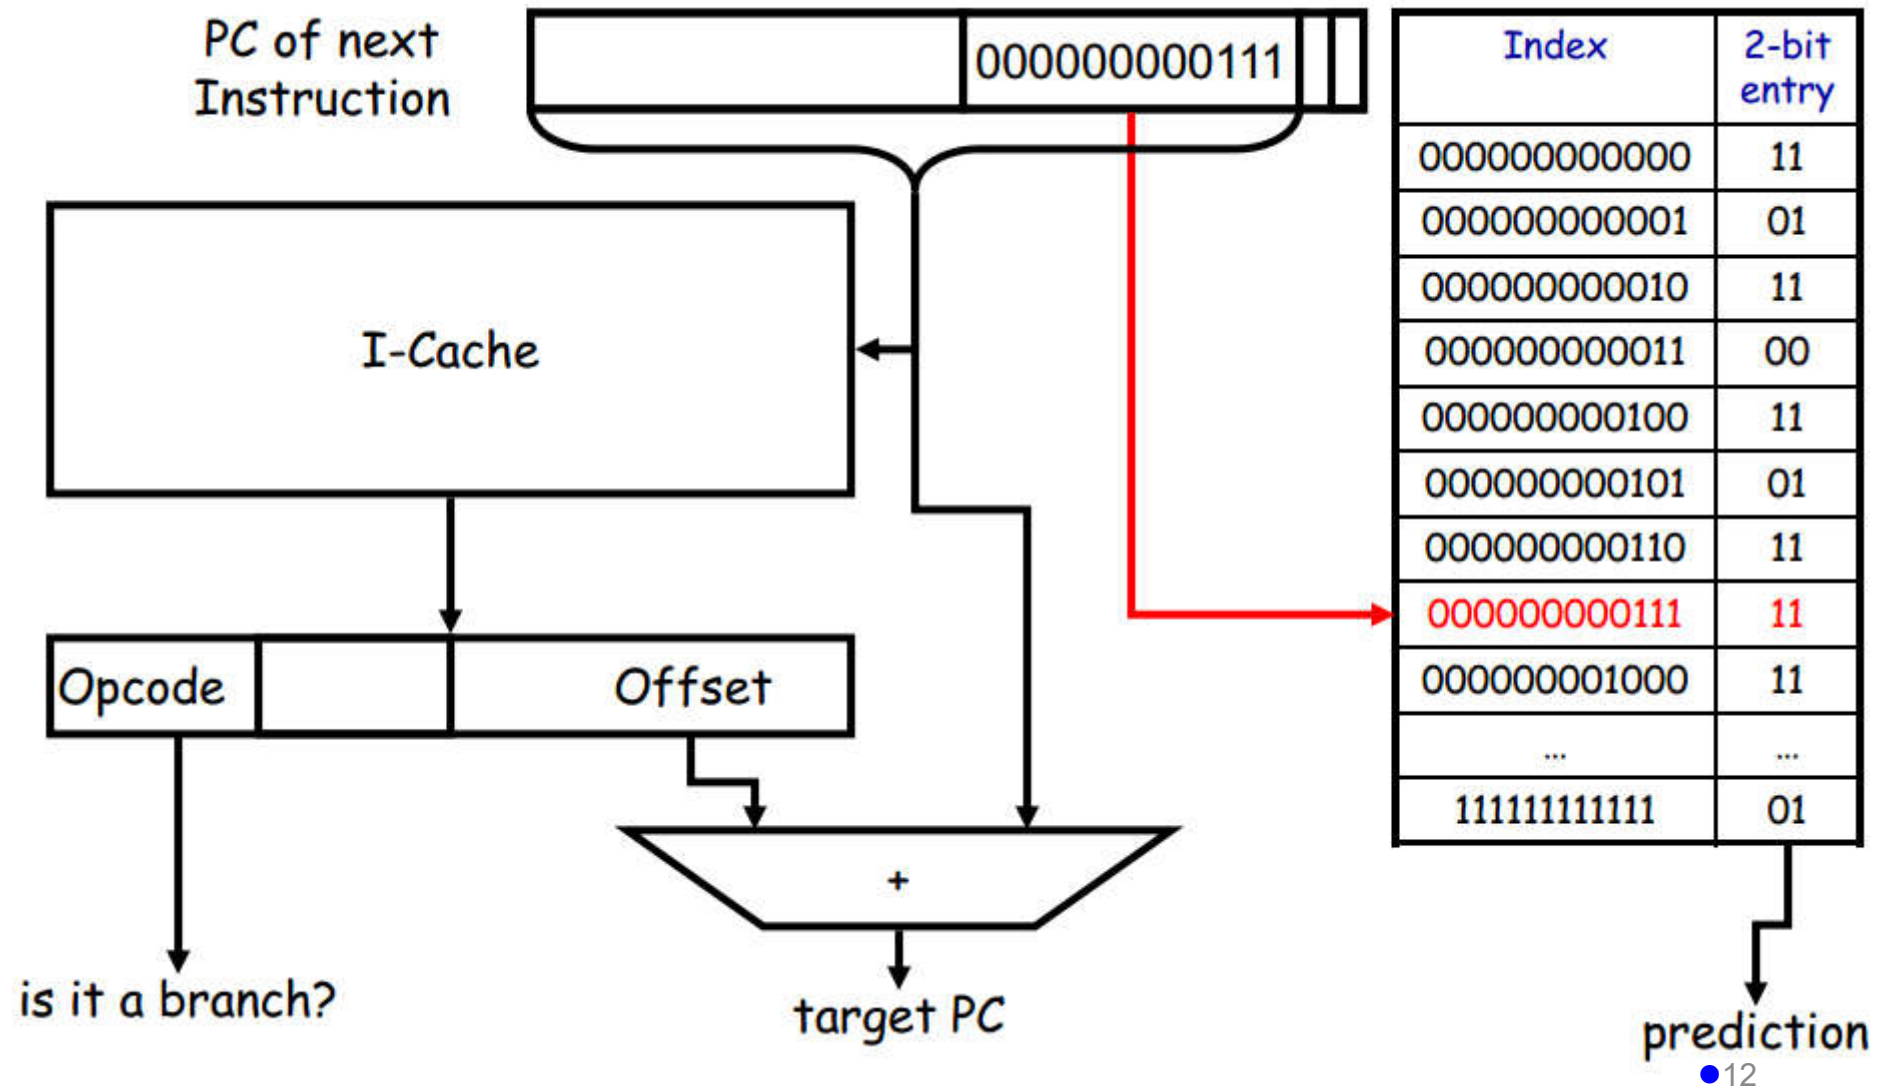 PC of next
Instruction
000000000111
Index
2-bit
entry
000000000000 11
000000000001 01
000000000010 11
000000000011 00
000000000100 11
000000000101 01
000000000110 11
000000000111 11
000000001000 11
... ...
111111111111 01
I-Cache
Opcode
Offset
+
is it a branch?
target PC
prediction
12